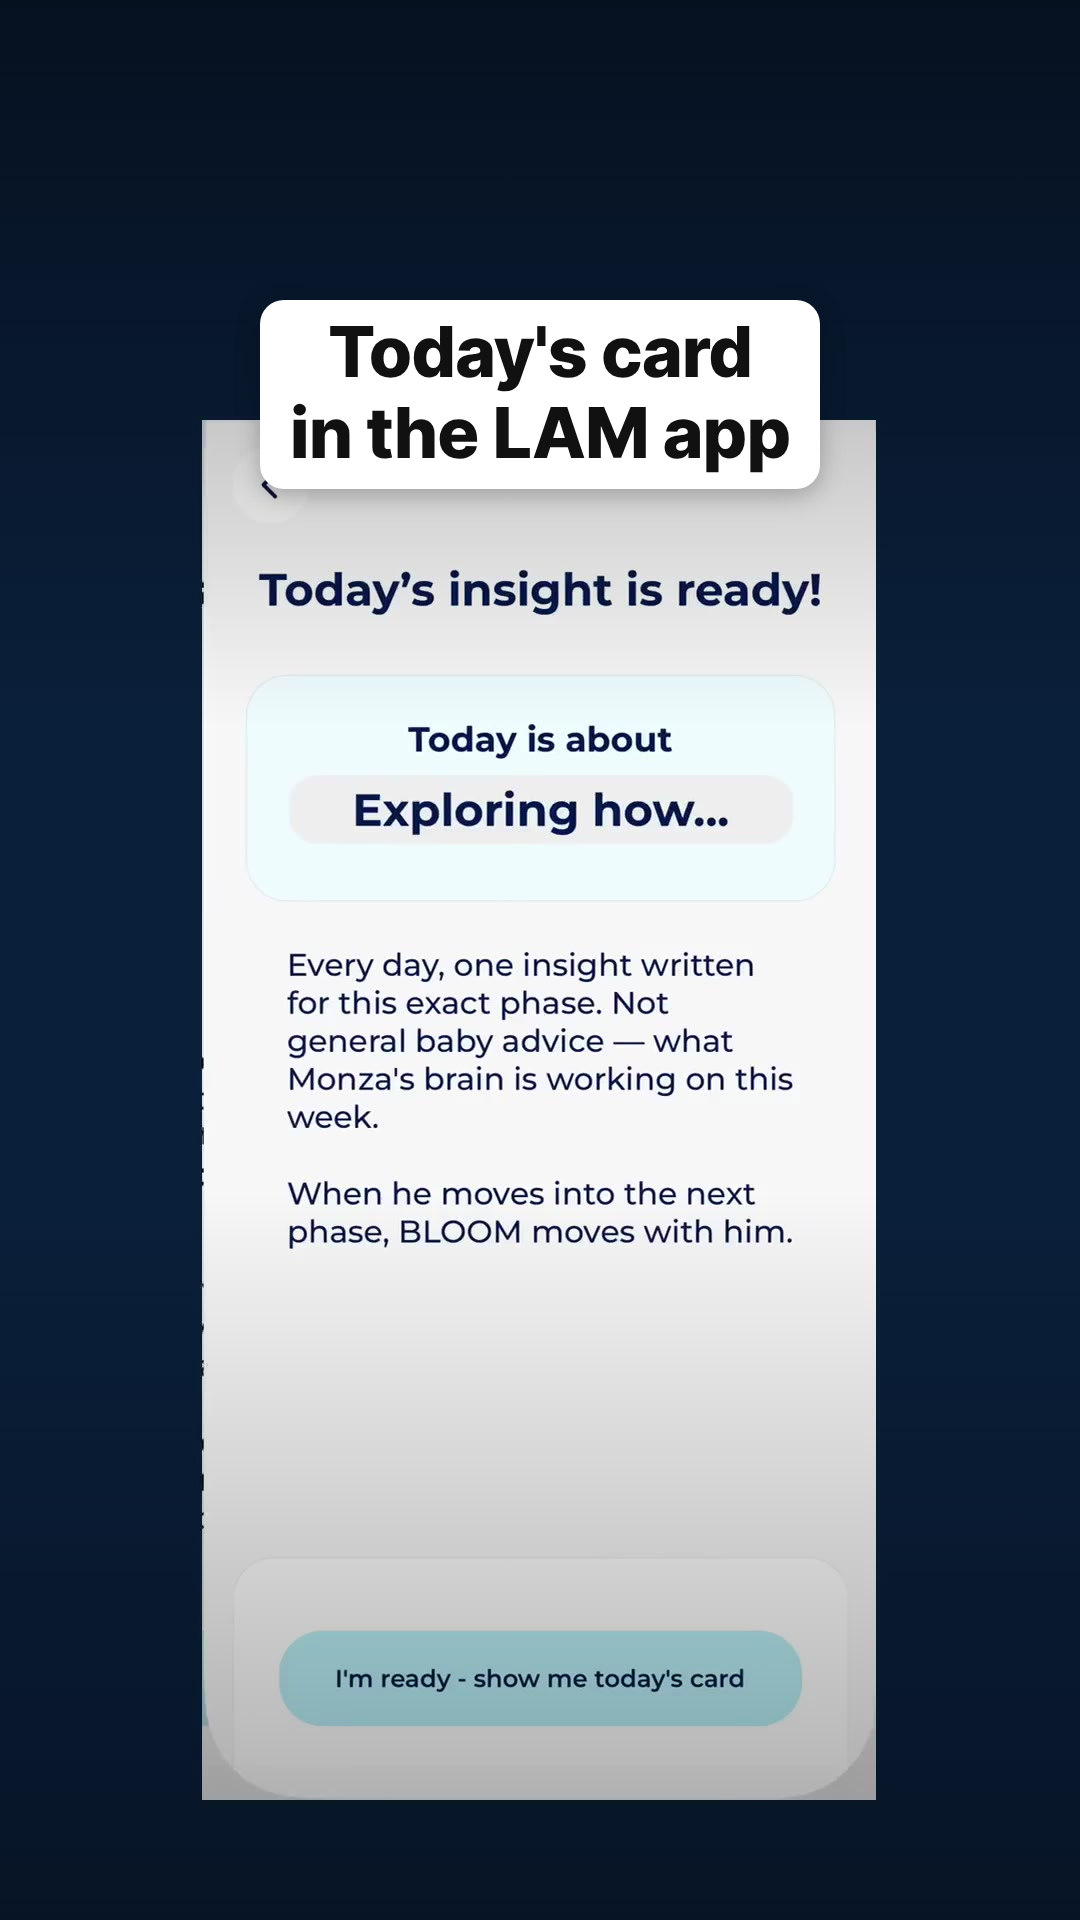 Today's card
in the LAM app
Today’s insight is ready!
Today is about
Exploring how...
Every day, one insight written
for this exact phase. Not
general baby advice — what
Monza's brain is working on this
week.
When he moves into the next
phase, BLOOM moves with him.
I'm ready - show me today's card